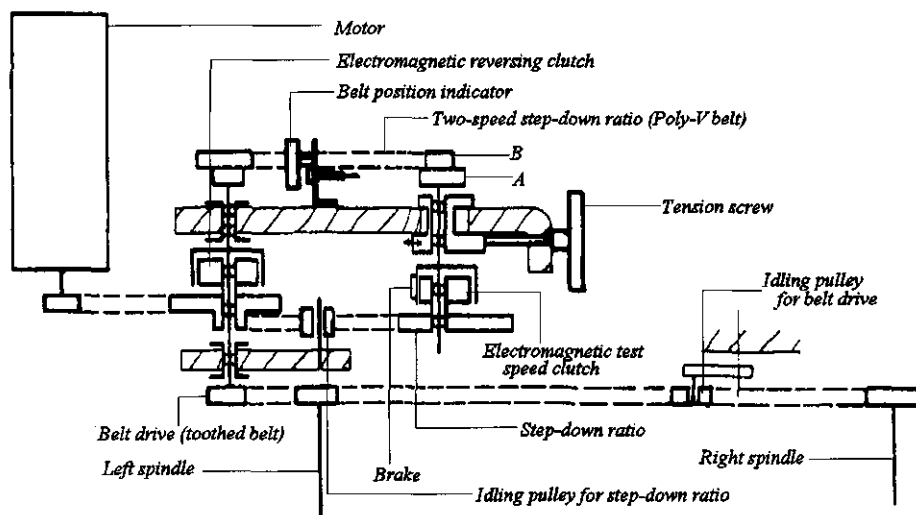 Motor
Electromagnetic reversing clutch
Belt position indicator
Two-speed step-down ratio (Poly-V belt)
B
A
Tension screw
Idling pulley
for belt drive
Electromagnetic test
speed clutch
Belt drive (toothed belt)
Step-down ratio
Left spindle
Brake
Right spindle
Idling pulley for step-down ratio